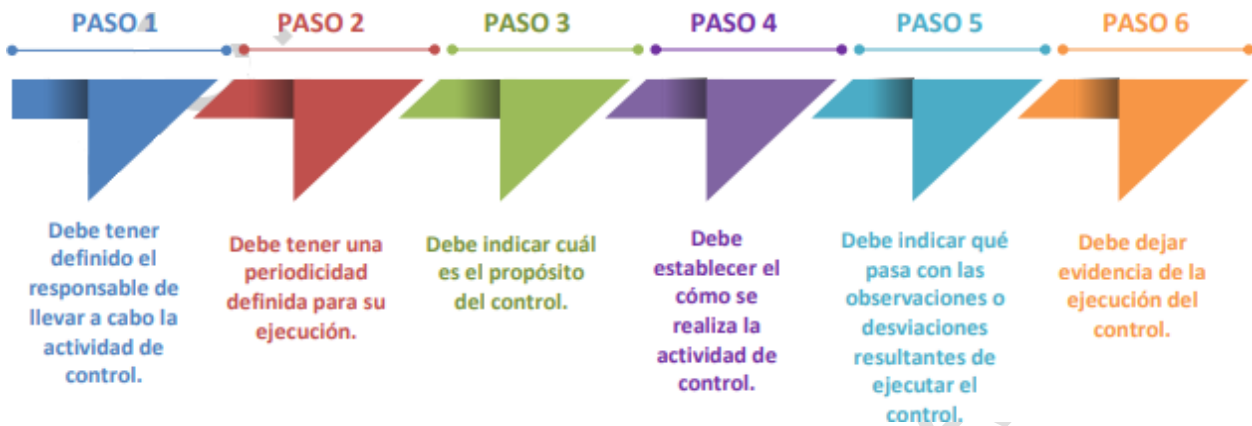 PASO 1
PASO 2
PASO 3
PASO 4
PASO 5
PASO 6
Debe tener
definido el
responsable de
llevar a cabo la
actividad de
control.
Debe tener una
periodicidad
definida para su
ejecución.
Debe indicar cuál
es el propósito
del control.
Debe
establecer el
cómo se
realiza la
actividad de
control.
Debe indicar qué
pasa con las
observaciones o
desviaciones
resultantes de
ejecutar el
control.
Debe dejar
evidencia de la
ejecución del
control.